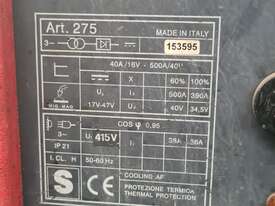 Art. 275
MADE IN ITALY
3~
153595
40A/16V - 500A/40V
X 60% 100%
MIG-MAG
U₀ I₂ 500A 390A
17V-47V U₂ 40V 34,5V
COS φ 0,95
3~
U₁ 415V I₁ 39A 36A
IP 21
I. CL. H 50-60 Hz
S
COOLING AF
PROTEZIONE TERMICA
THERMAL PROTECTION